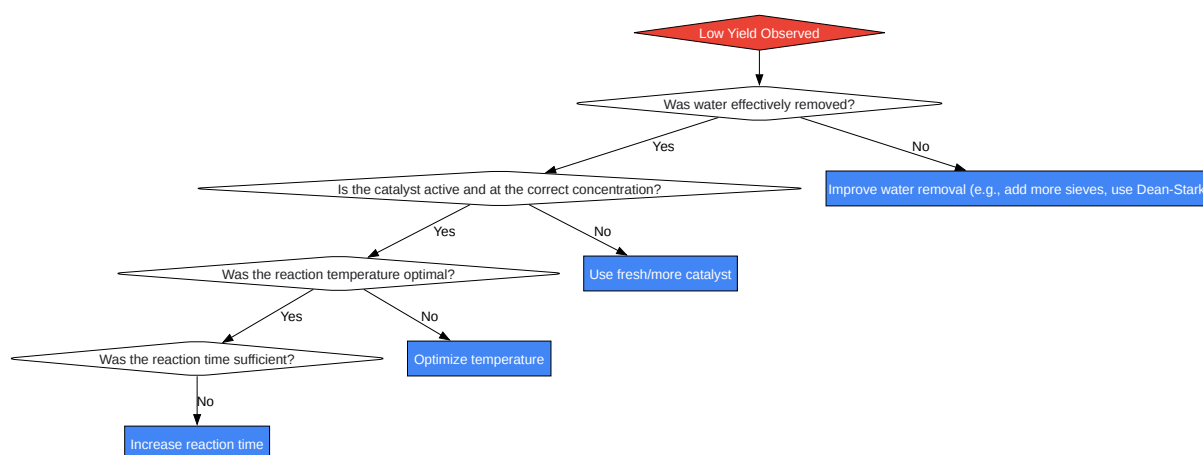 Low Yield Observed
Was water effectively removed?
Yes
No
Is the catalyst active and at the correct concentration?
Improve water removal (e.g., add more sieves, use Dean-Stark
Yes
No
Was the reaction temperature optimal?
Use fresh/more catalyst
Yes
No
Was the reaction time sufficient?
Optimize temperature
No
Increase reaction time